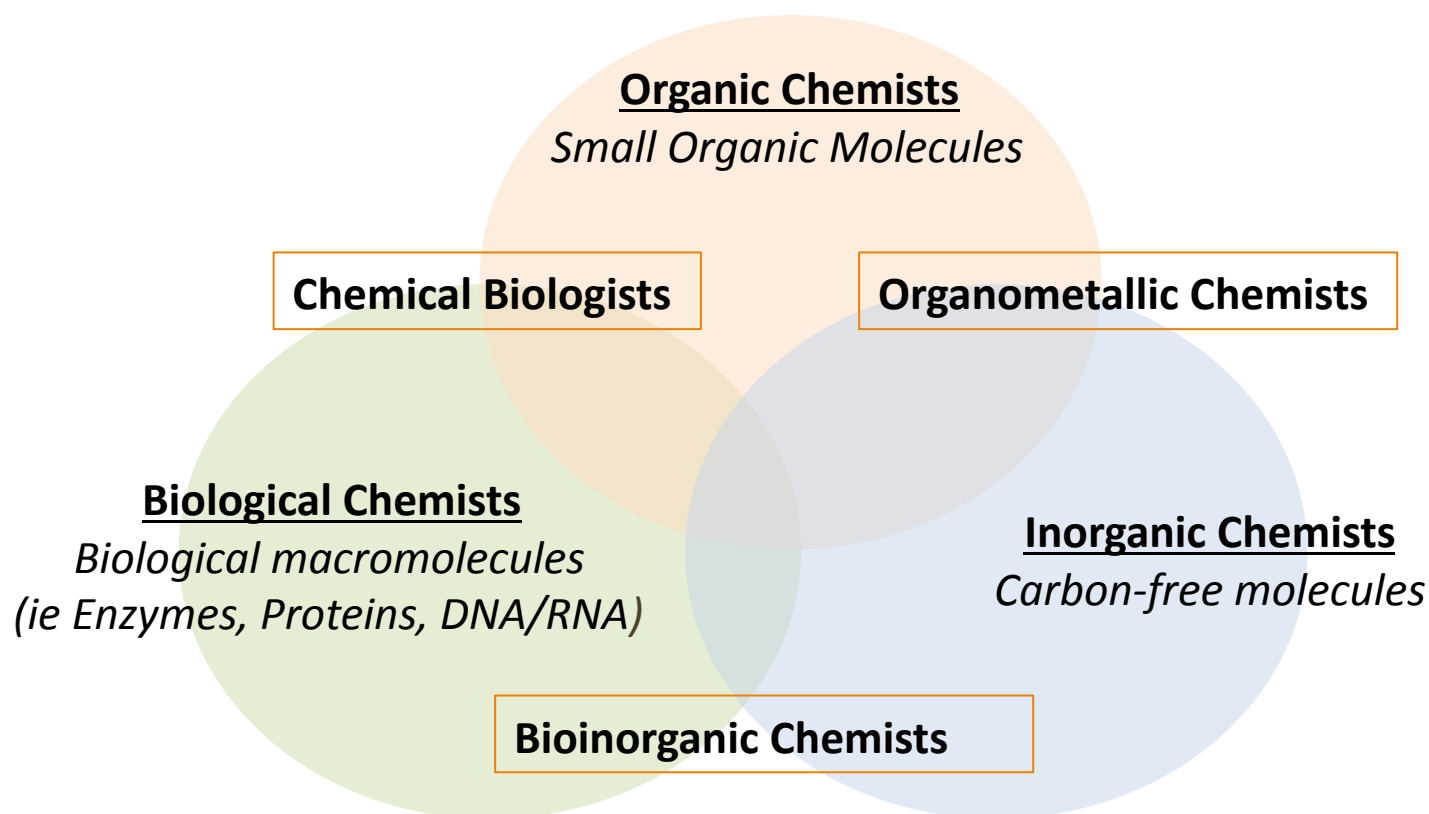 Organic Chemists
Small Organic Molecules
Chemical Biologists
Organometallic Chemists
Biological Chemists
Biological macromolecules
(ie Enzymes, Proteins, DNA/RNA)
Inorganic Chemists
Carbon-free molecules
Bioinorganic Chemists